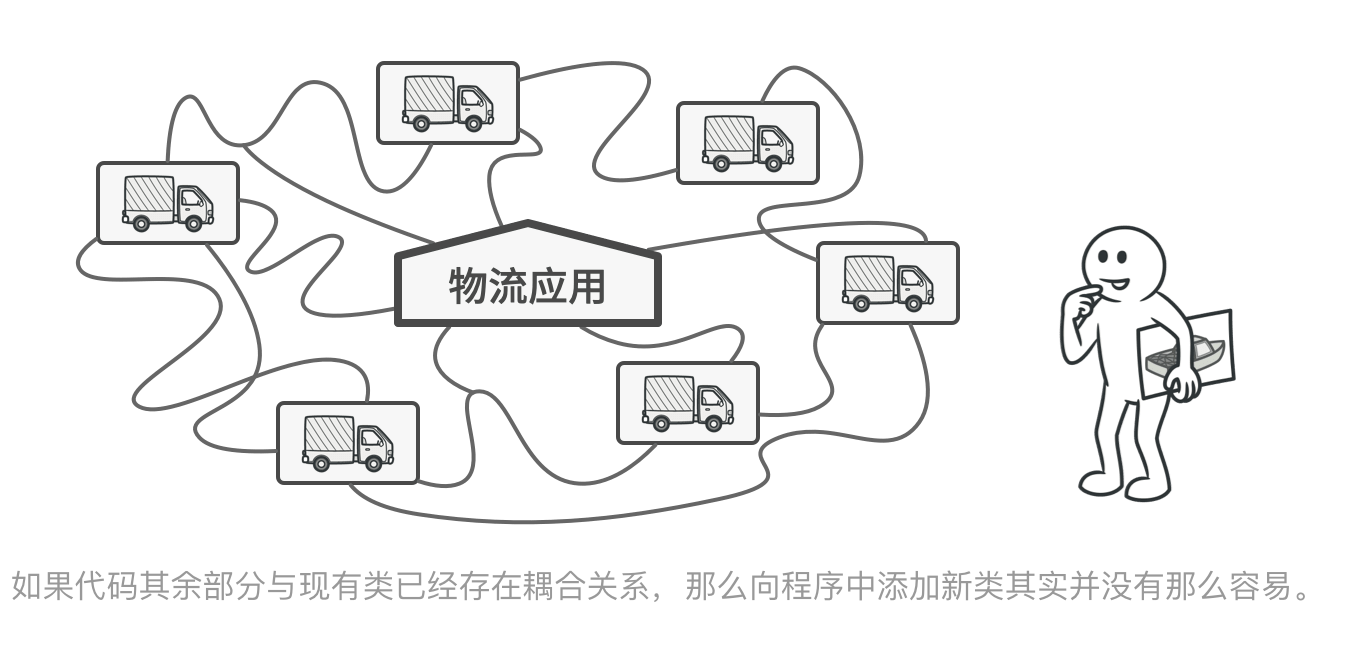 物流应用
如果代码其余部分与现有类已经存在耦合关系，那么向程序中添加新类其实并没有那么容易。